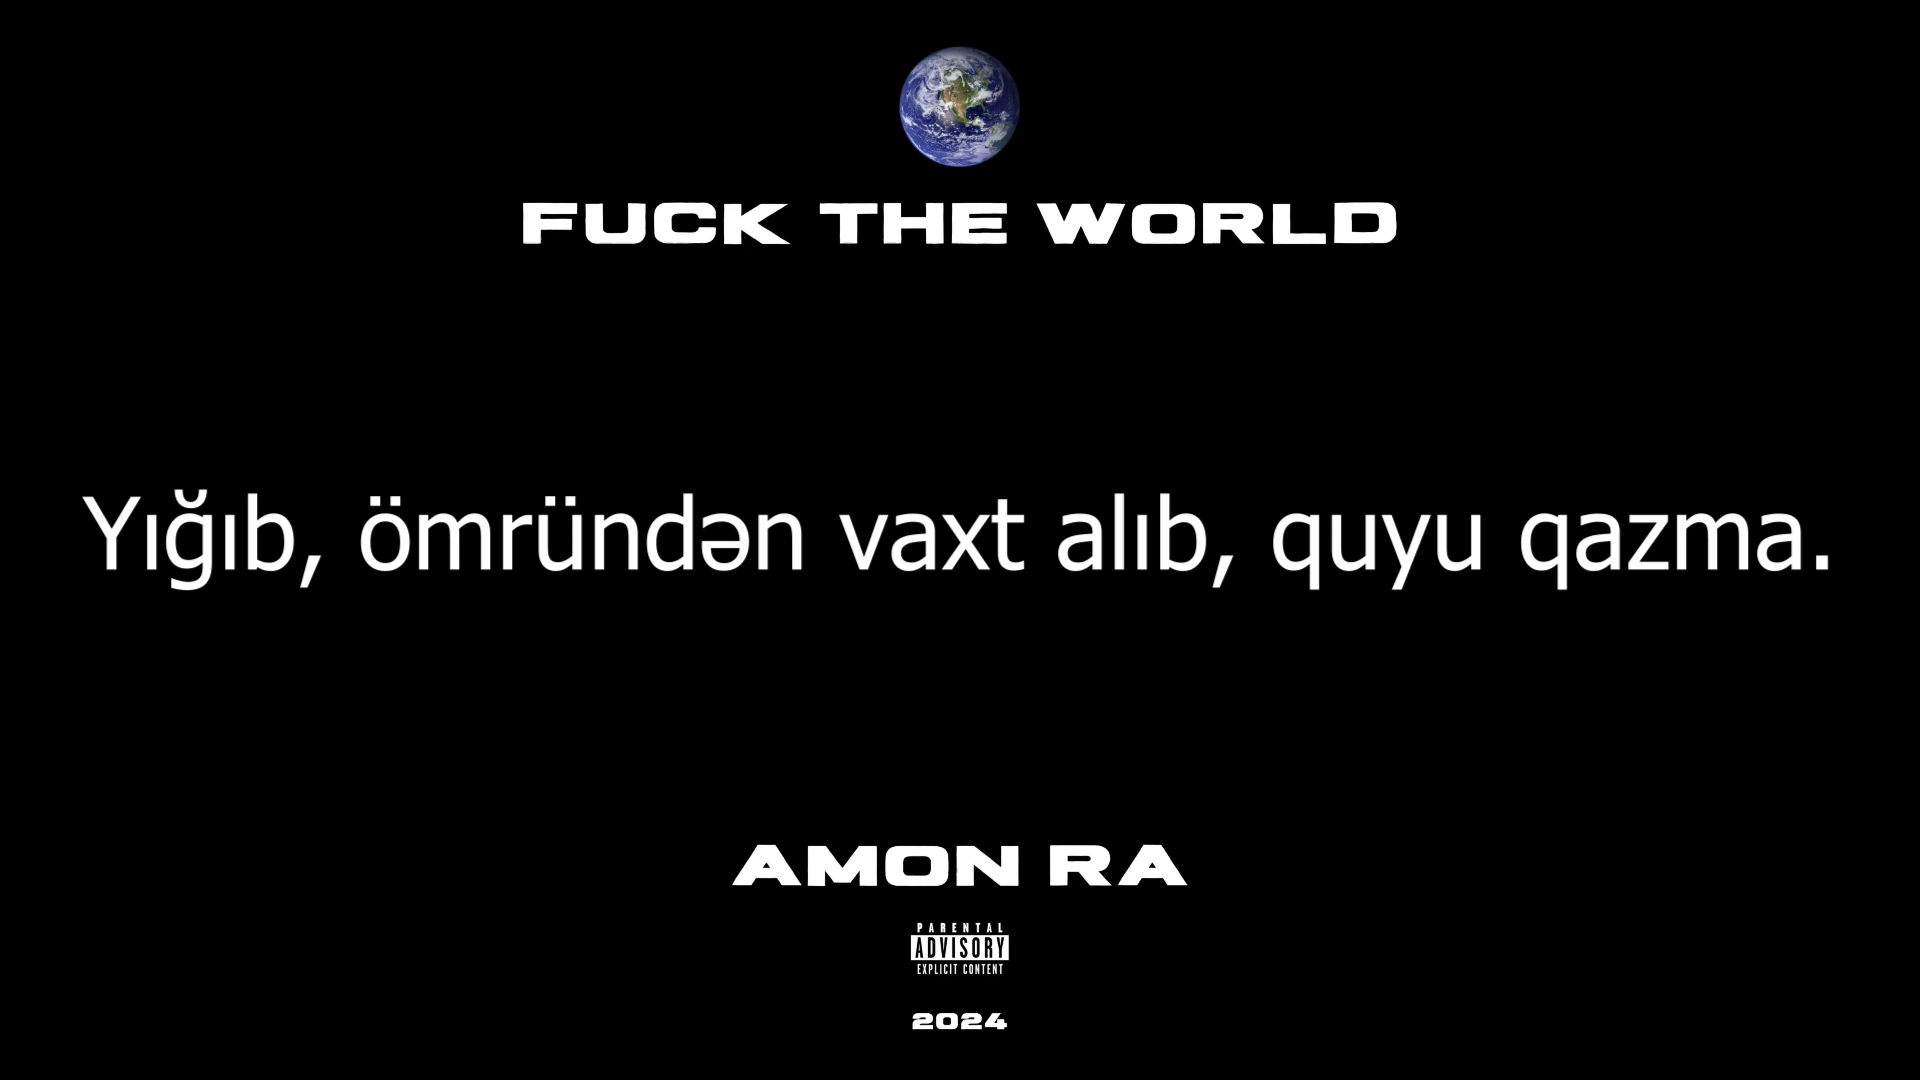 FUCK THE WORLD
Yığıb, ömründən vaxt alıb, quyu qazma.
AMON RA
PARENTAL
ADVISORY
EXPLICIT CONTENT
2024